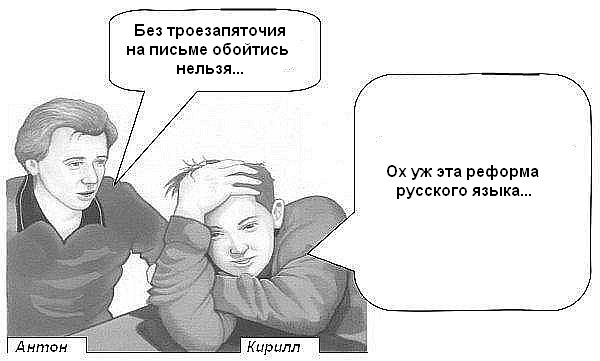 Без троезапяточия
на письме обойтись
нельзя...
Ох уж эта реформа
русского языка...
Антон
Кирилл